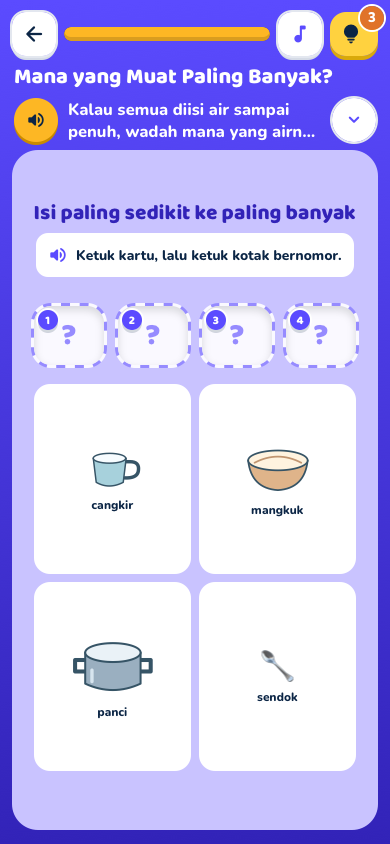 3
Mana yang Muat Paling Banyak?
Kalau semua diisi air sampai
penuh, wadah mana yang airn...
Isi paling sedikit ke paling banyak
Ketuk kartu, lalu ketuk kotak bernomor.
1 ? 2 ? 3 ? 4 ?
cangkir
mangkuk
panci
sendok